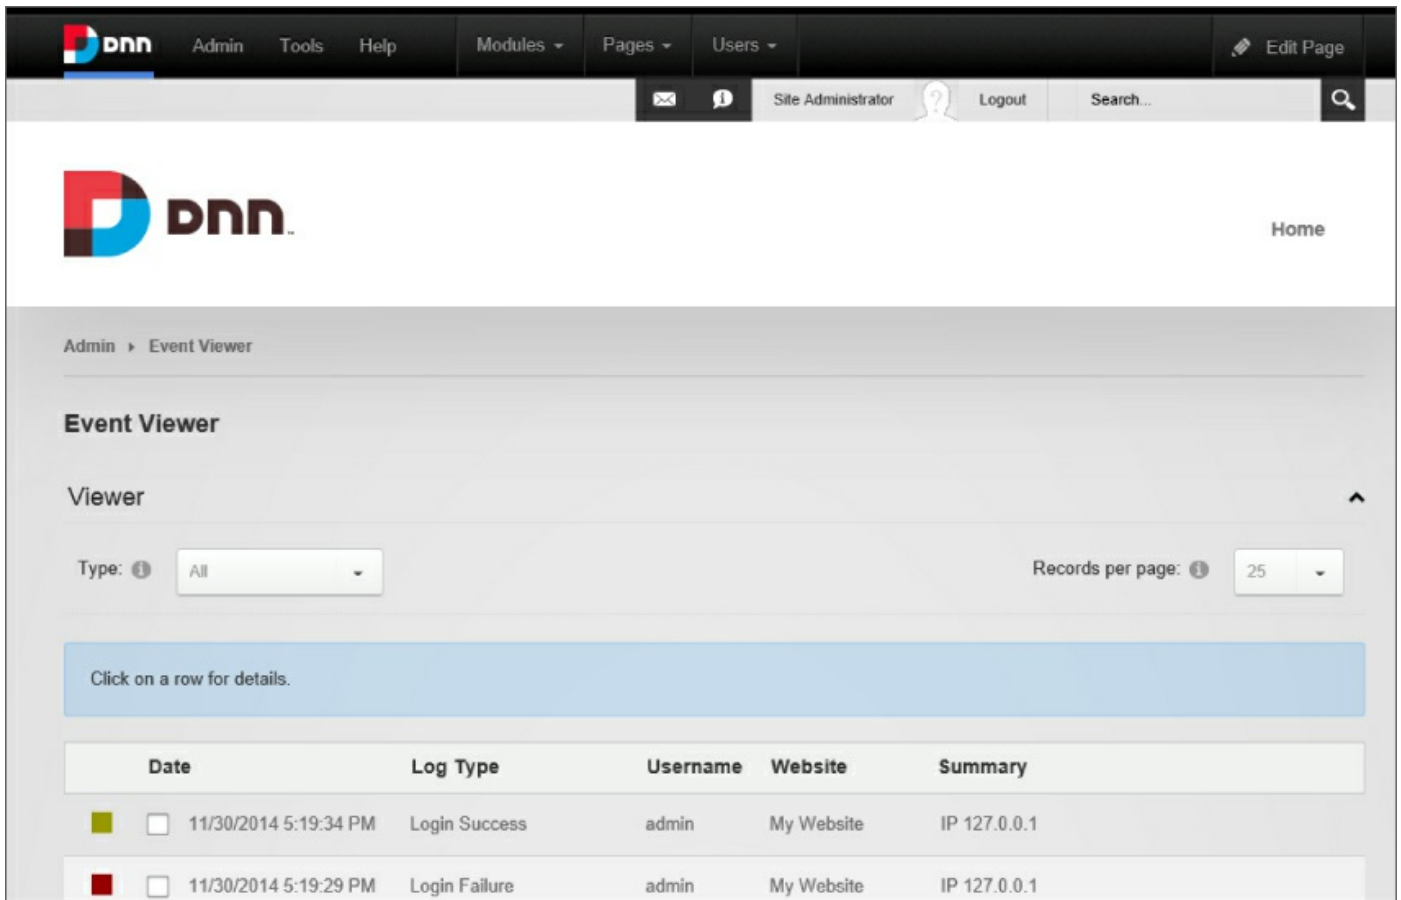 DNN Admin Tools Help Modules Pages Users Edit Page
Site Administrator Logout Search...
DNN
Home
Admin Event Viewer
Event Viewer
Viewer
Type: All Records per page: 25
Click on a row for details.
Date Log Type Username Website Summary
11/30/2014 5:19:34 PM Login Success admin My Website IP 127.0.0.1
11/30/2014 5:19:29 PM Login Failure admin My Website IP 127.0.0.1